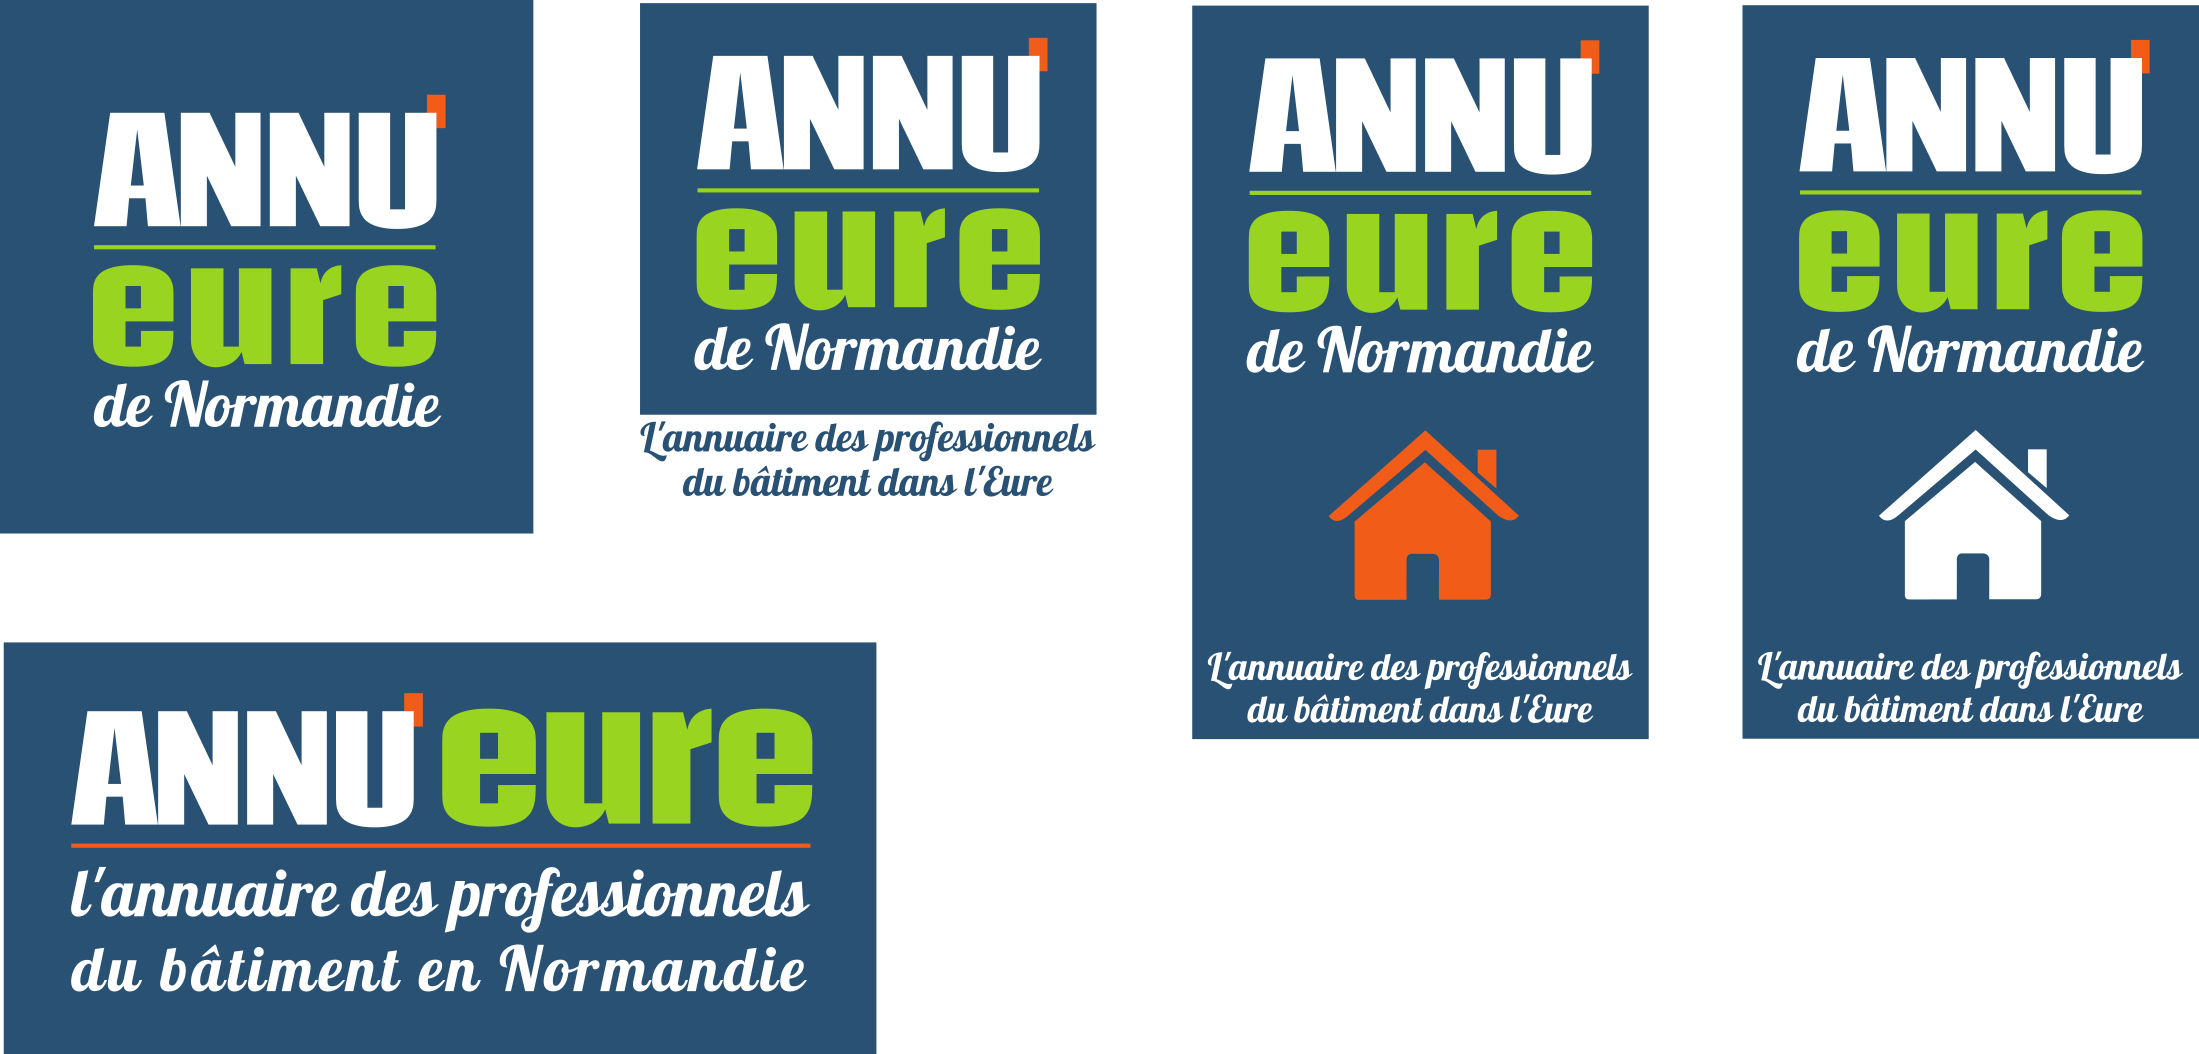 ANNU'
eure
de Normandie
ANNU'
eure
de Normandie
L'annuaire des professionnels
du bâtiment dans l'Eure
ANNU'
eure
de Normandie
L'annuaire des professionnels
du bâtiment dans l'Eure
ANNU'
eure
de Normandie
L'annuaire des professionnels
du bâtiment dans l'Eure
ANNU'eure
l'annuaire des professionnels
du bâtiment en Normandie